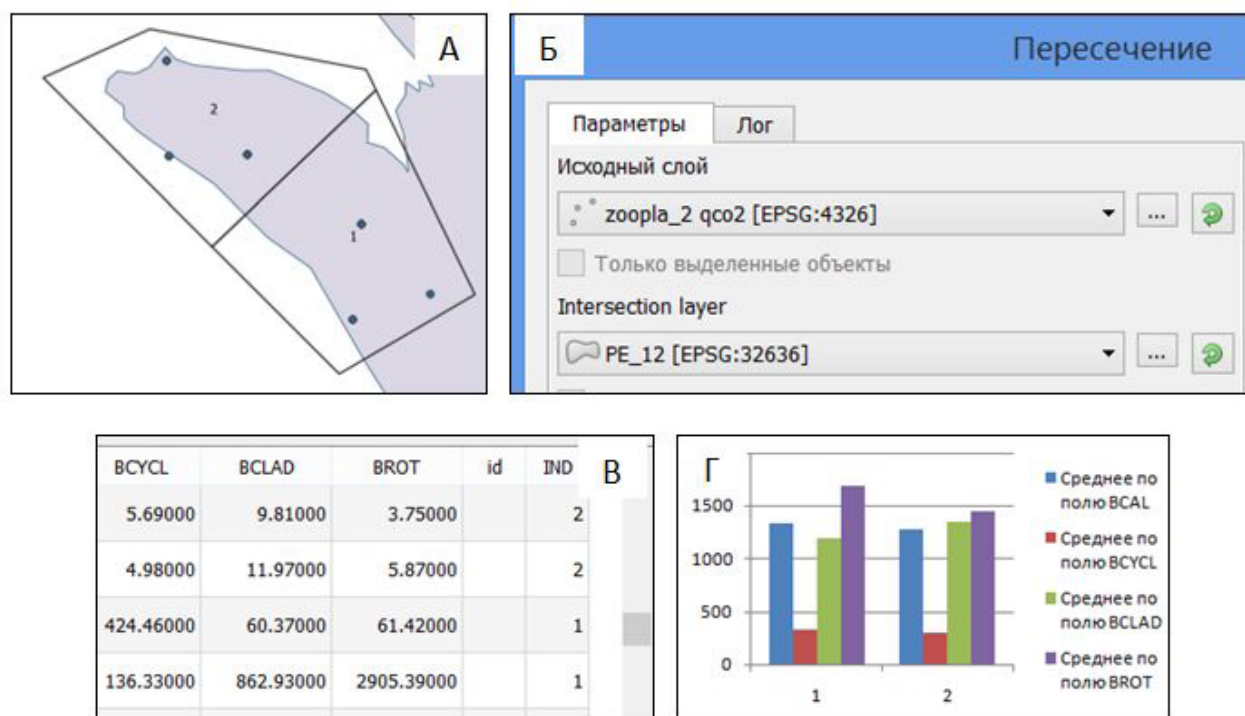 А
2
1
Б
Пересечение
Параметры
Лог
Исходный слой
zoopla_2 qco2 [EPSG:4326]
...
Только выделенные объекты
Intersection layer
PE_12 [EPSG:32636]
...
BCYCL BCLAD BROT id IND
В
5.69000 9.81000 3.75000 2
4.98000 11.97000 5.87000 2
424.46000 60.37000 61.42000 1
136.33000 862.93000 2905.39000 1
Г
1500
1000
500
0
1 2
Среднее по
полю BCAL
Среднее по
полю BCYCL
Среднее по
полю BCLAD
Среднее по
полю BROT